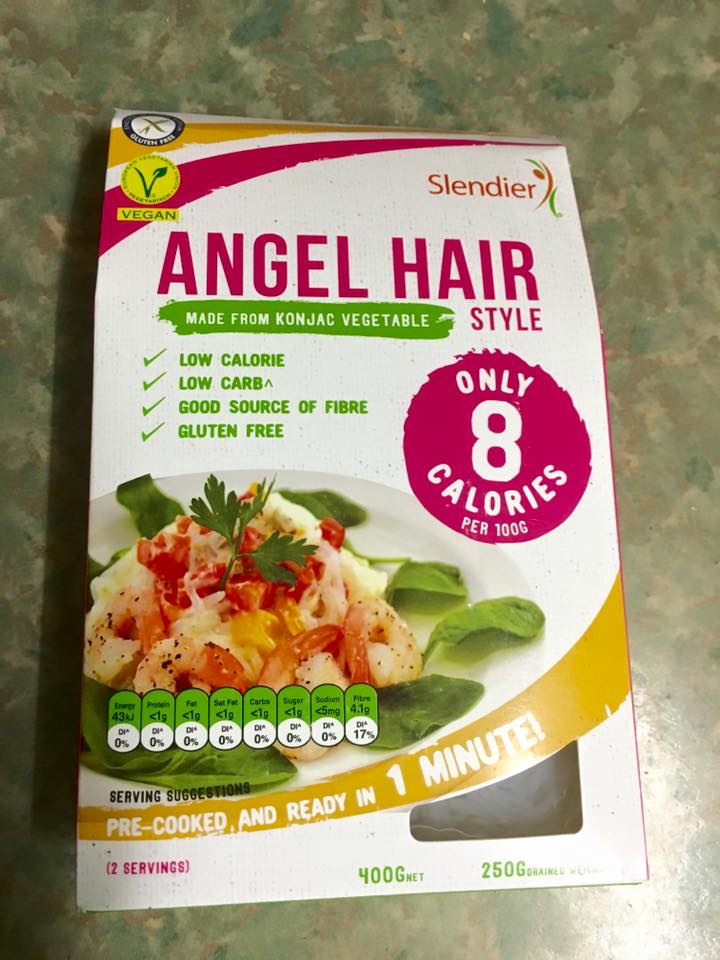 GLUTEN FREE
EUROPEAN VEGETARIAN UNION
VEGETARISCH
VEGAN
Slendier
ANGEL HAIR
STYLE
MADE FROM KONJAC VEGETABLE
LOW CALORIE
LOW CARB^
GOOD SOURCE OF FIBRE
GLUTEN FREE
ONLY
8
CALORIES
PER 100G
Energy Protein Fat Sat Fat Carbs Sugar Sodium Fibre
43kJ <1g <1g <1g <1g <1g <5mg 4.1g
DI^ DI^ DI^ DI^ DI^ DI^ DI^ DI^
0% 0% 0% 0% 0% 0% 0% 17%
SERVING SUGGESTIONS
PRE-COOKED AND READY IN 1 MINUTE!
(2 SERVINGS)
400G NET
250G DRAINED WEIGHT